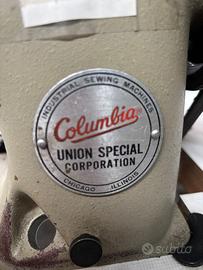 INDUSTRIAL SEWING MACHINES
Columbia
UNION SPECIAL
CORPORATION
CHICAGO ILLINOIS
subito